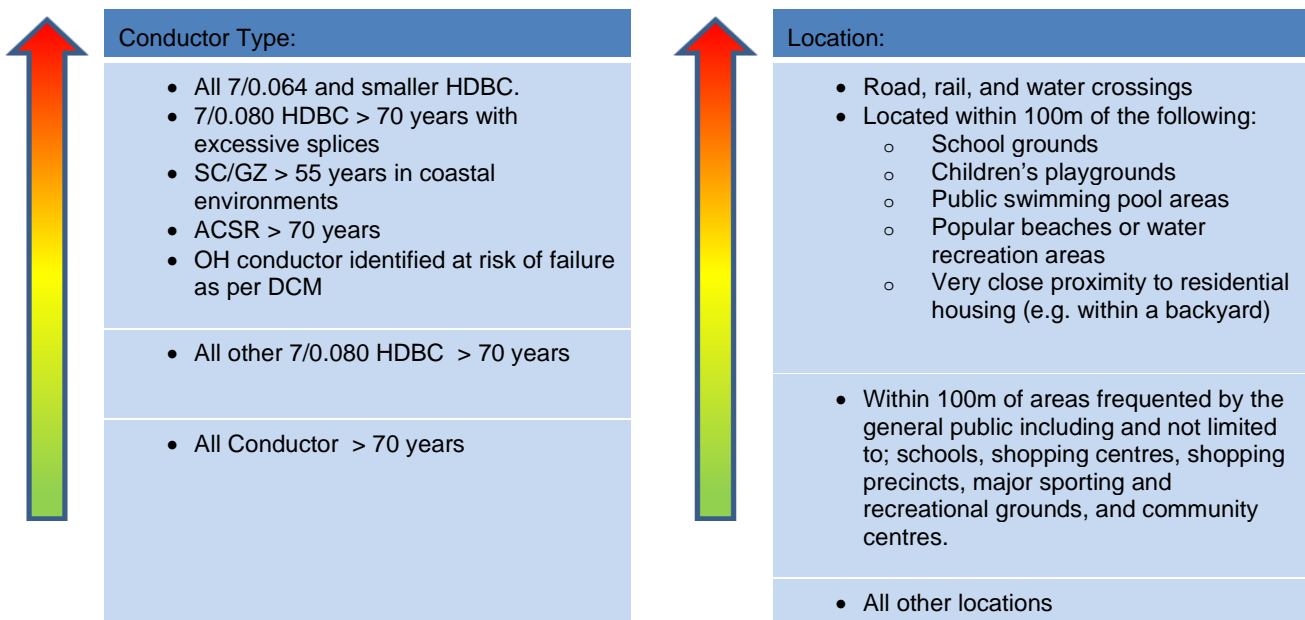 Conductor Type:
• All 7/0.064 and smaller HDBC.
• 7/0.080 HDBC > 70 years with
excessive splices
• SC/GZ > 55 years in coastal
environments
• ACSR > 70 years
• OH conductor identified at risk of failure
as per DCM
• All other 7/0.080 HDBC > 70 years
• All Conductor > 70 years
Location:
• Road, rail, and water crossings
• Located within 100m of the following:
o School grounds
o Children’s playgrounds
o Public swimming pool areas
o Popular beaches or water
recreation areas
o Very close proximity to residential
housing (e.g. within a backyard)
• Within 100m of areas frequented by the
general public including and not limited
to; schools, shopping centres, shopping
precincts, major sporting and
recreational grounds, and community
centres.
• All other locations